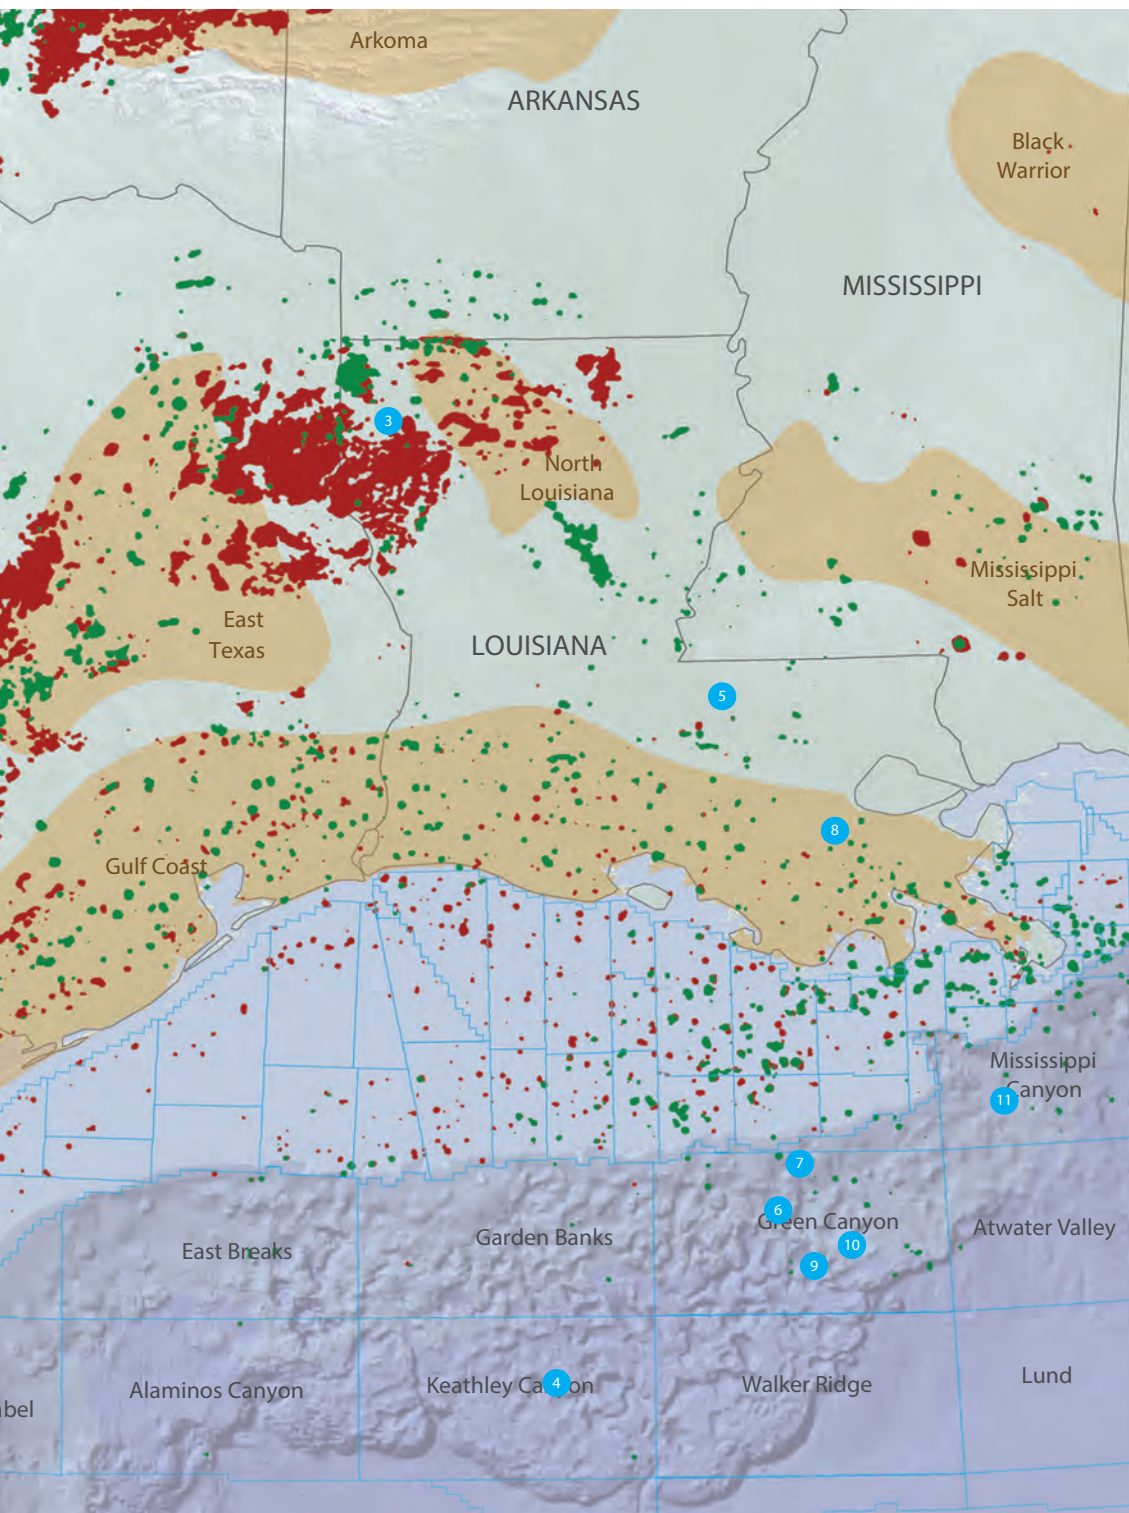 Arkoma
ARKANSAS
Black
Warrior
MISSISSIPPI
3
North
Louisiana
Mississippi
Salt
East
Texas
LOUISIANA
5
8
Gulf Coast
Mississippi
Canyon
11
7
6
Green Canyon
Atwater Valley
Garden Banks
East Breaks
10
9
Lund
4
Keathley Canyon
Walker Ridge
Alaminos Canyon
abel